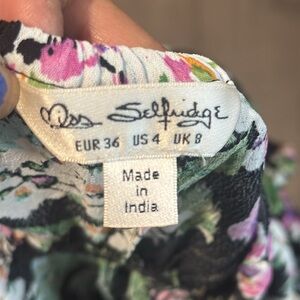 Miss Selfridge
EUR 36 US 4 UK 8
Made
in
India